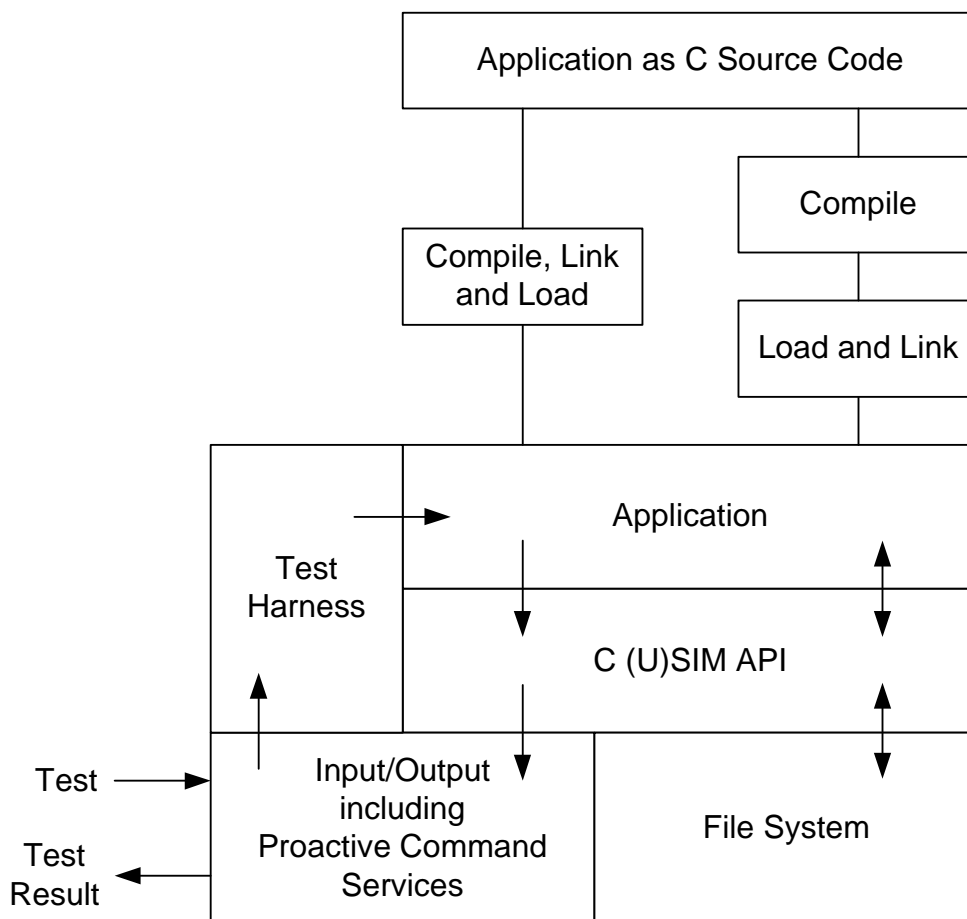 Application as C Source Code
Compile
Compile, Link
and Load
Load and Link
Application
Test
Harness
C (U)SIM API
Test
Input/Output
including
Proactive Command
Services
File System
Test
Result